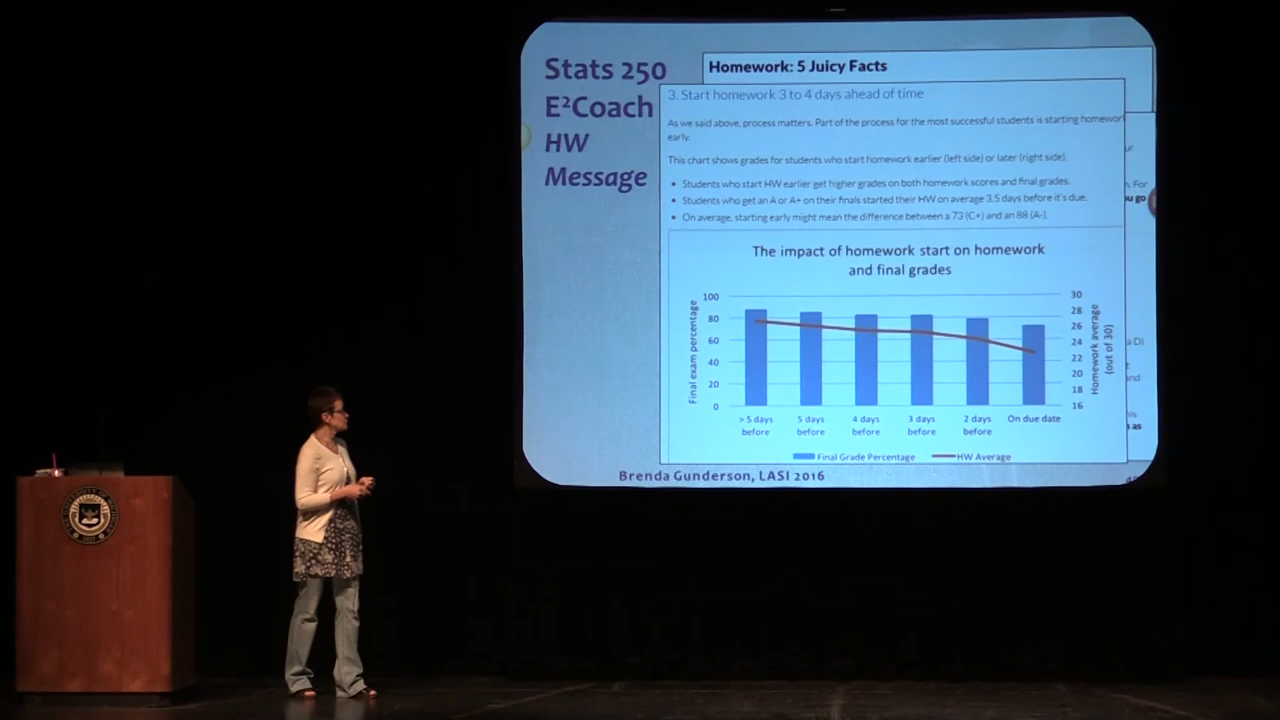 Stats 250
E²Coach
HW
Message
Homework: 5 Juicy Facts
3. Start homework 3 to 4 days ahead of time
As we said above, process matters. Part of the process for the most successful students is starting homewor
early.
This chart shows grades for students who start homework earlier (left side) or later (right side).
• Students who start HW earlier get higher grades on both homework scores and final grades.
• Students who get an A or A+ on their finals started their HW on average 3.5 days before it's due.
• On average, starting early might mean the difference between a 73 (C+) and an 88 (A-).
The impact of homework start on homework
and final grades
Final exam percentage
100
80
60
40
20
0
30
28
26
24
22
20
18
16
Homework average
(out of 30)
> 5 days before
5 days before
4 days before
3 days before
2 days before
On due date
Final Grade Percentage
HW Average
ur
n. For
u go
a D)
t
and
his
as
Brenda Gunderson, LASI 2016